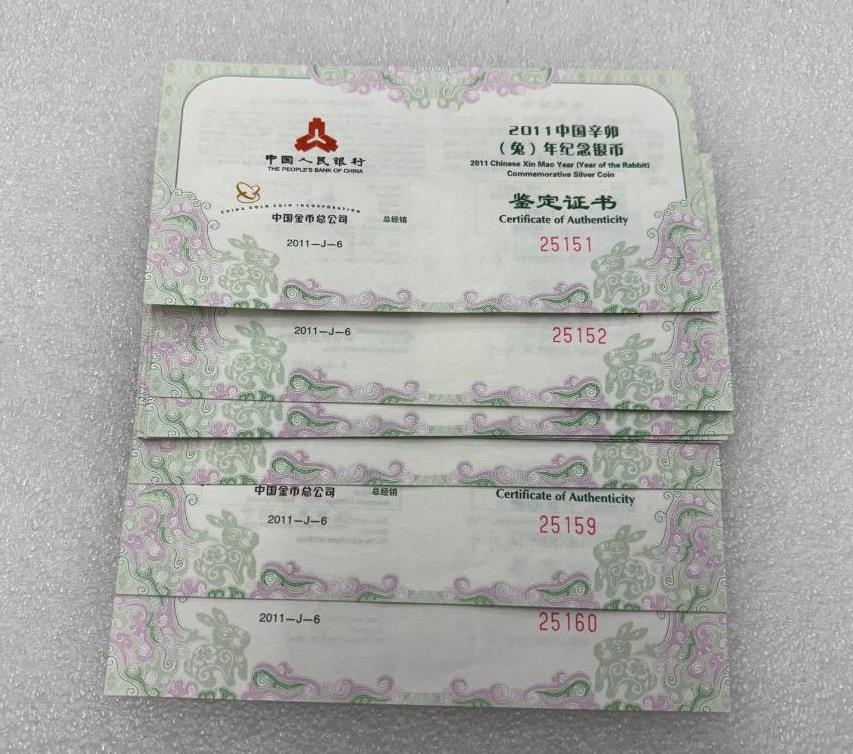 中国人民银行
THE PEOPLE'S BANK OF CHINA
CHINA GOLD COIN INCORPORATION
中国金币总公司 总经销
2011-J-6
2011中国辛卯
（兔）年纪念银币
2011 Chinese Xin Mao Year (Year of the Rabbit)
Commemorative Silver Coin
鉴定证书
Certificate of Authenticity
25151
2011-J-6 25152
中国金币总公司 总经销 Certificate of Authenticity
2011-J-6 25159
2011-J-6 25160